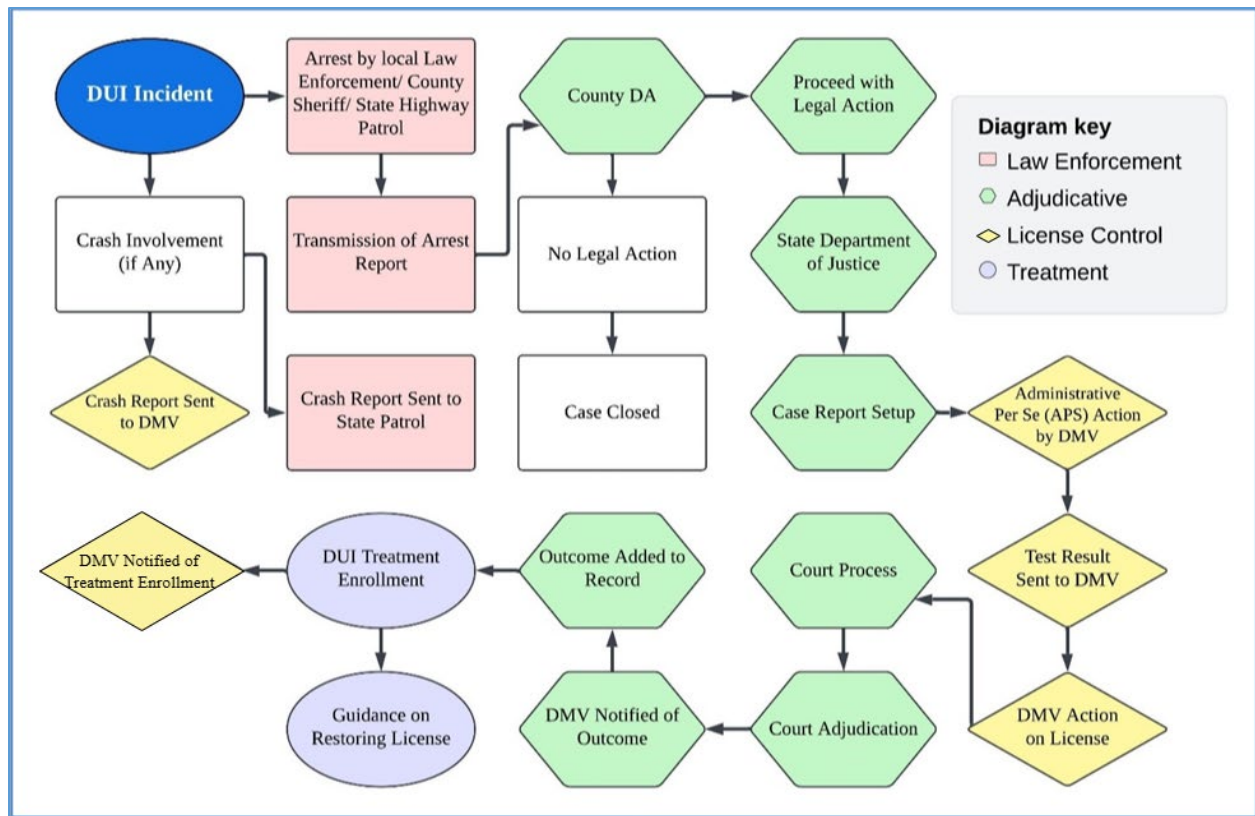 DUI Incident
Arrest by local Law
Enforcement/ County
Sheriff/ State Highway
Patrol
County DA
Proceed with
Legal Action
Diagram key
Law Enforcement
Adjudicative
License Control
Treatment
Crash Involvement
(if Any)
Transmission of Arrest
Report
No Legal Action
State Department
of Justice
Crash Report Sent
to DMV
Crash Report Sent to
State Patrol
Case Closed
Case Report Setup
Administrative
Per Se (APS) Action
by DMV
DMV Notified of
Treatment Enrollment
DUI Treatment
Enrollment
Outcome Added to
Record
Court Process
Test Result
Sent to DMV
Guidance on
Restoring License
DMV Notified of
Outcome
Court Adjudication
DMV Action
on License